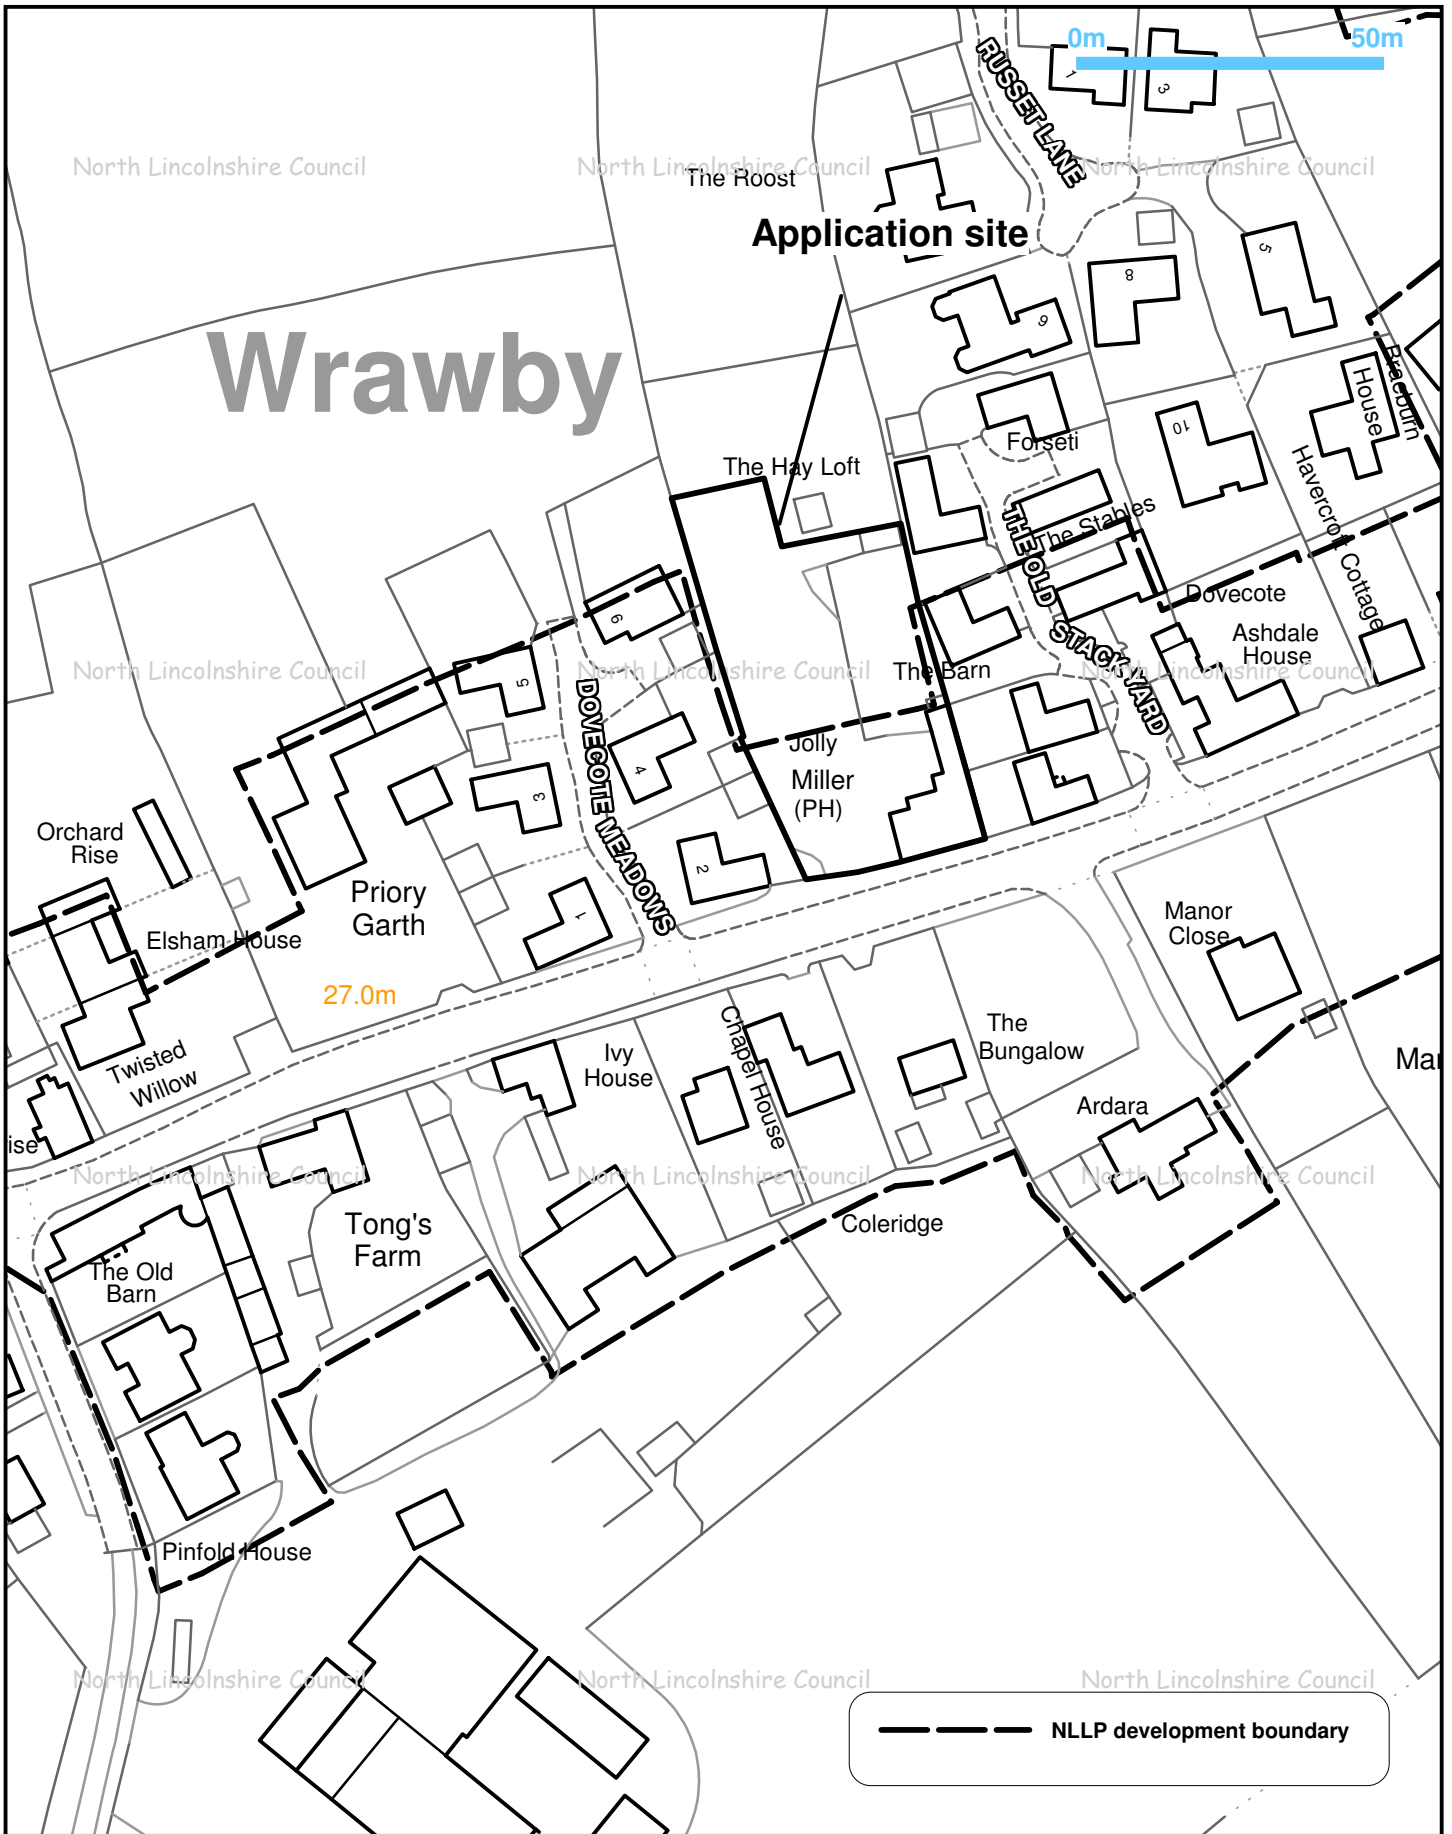 0m
50m
RUSSET LANE
1
3
North Lincolnshire Council
North Lincolnshire Council
North Lincolnshire Council
The Roost
Application site
5
8
6
Wrawby
Braeburn
House
10
Forseti
The Hay Loft
The Stables
Havercroft Cottage
THE OLD STACK YARD
Dovecote
Ashdale
House
6
North Lincolnshire Council
North Lincolnshire Council
North Lincolnshire Council
The Barn
5
DOVECOTE MEADOWS
4
3
Jolly
Miller
(PH)
Orchard
Rise
2
Priory
Garth
1
Elsham House
Manor
Close
27.0m
Chapel House
The
Bungalow
Ivy
House
Twisted
Willow
Mar
Ardara
ise
North Lincolnshire Council
North Lincolnshire Council
North Lincolnshire Council
Tong's
Farm
Coleridge
The Old
Barn
Pinfold House
North Lincolnshire Council
North Lincolnshire Council
North Lincolnshire Council
NLLP development boundary